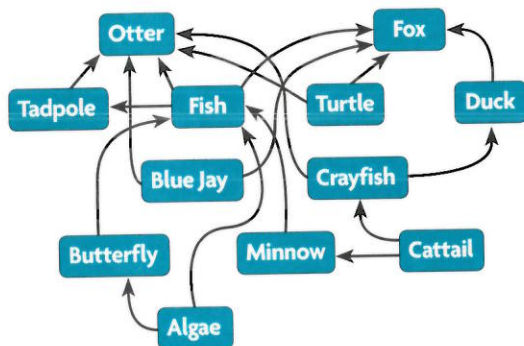 Otter
Fox
Tadpole
Fish
Turtle
Duck
Blue Jay
Crayfish
Butterfly
Minnow
Cattail
Algae